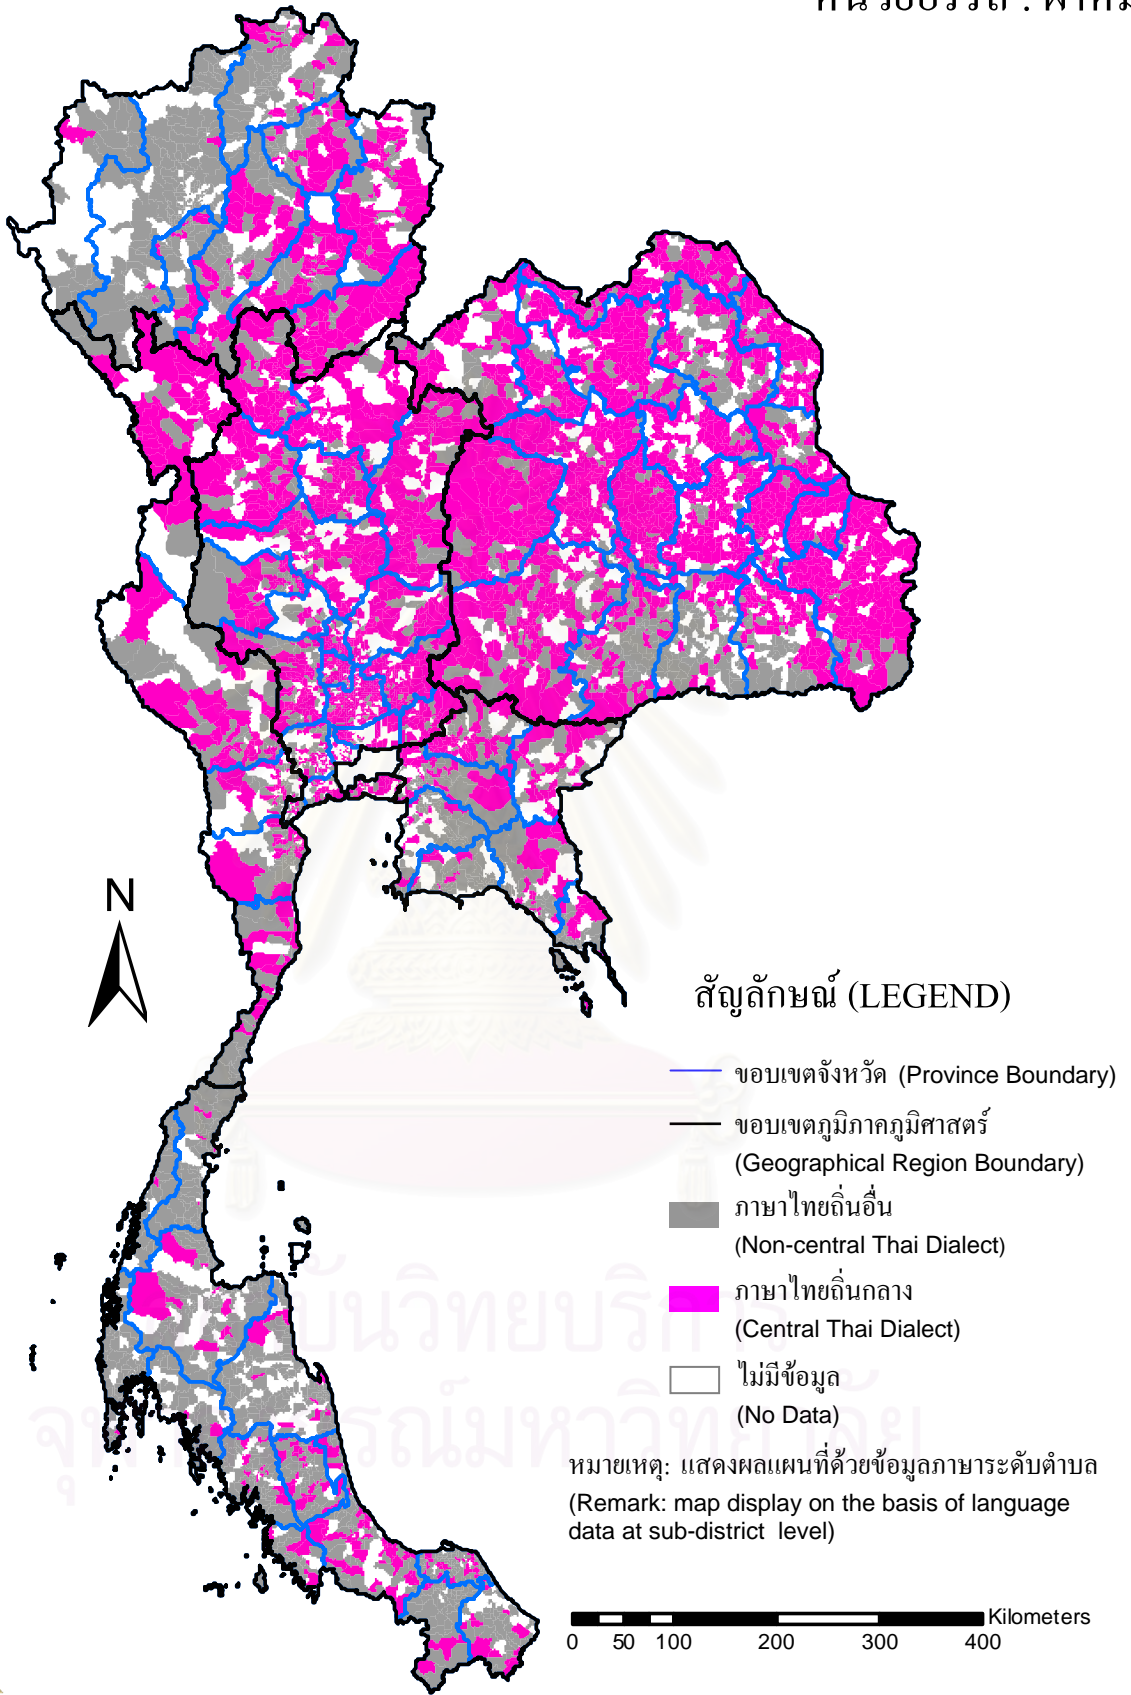 N
สัญลักษณ์ (LEGEND)
ขอบเขตจังหวัด (Province Boundary)
ขอบเขตภูมิภาคภูมิศาสตร์
(Geographical Region Boundary)
ภาษาไทยถิ่นอื่น
(Non-central Thai Dialect)
ภาษาไทยถิ่นกลาง
(Central Thai Dialect)
ไม่มีข้อมูล
(No Data)
หมายเหตุ: แสดงผลแผนที่ด้วยข้อมูลภาษาระดับตำบล
(Remark: map display on the basis of language
data at sub-district level)
Kilometers
0 50 100 200 300 400